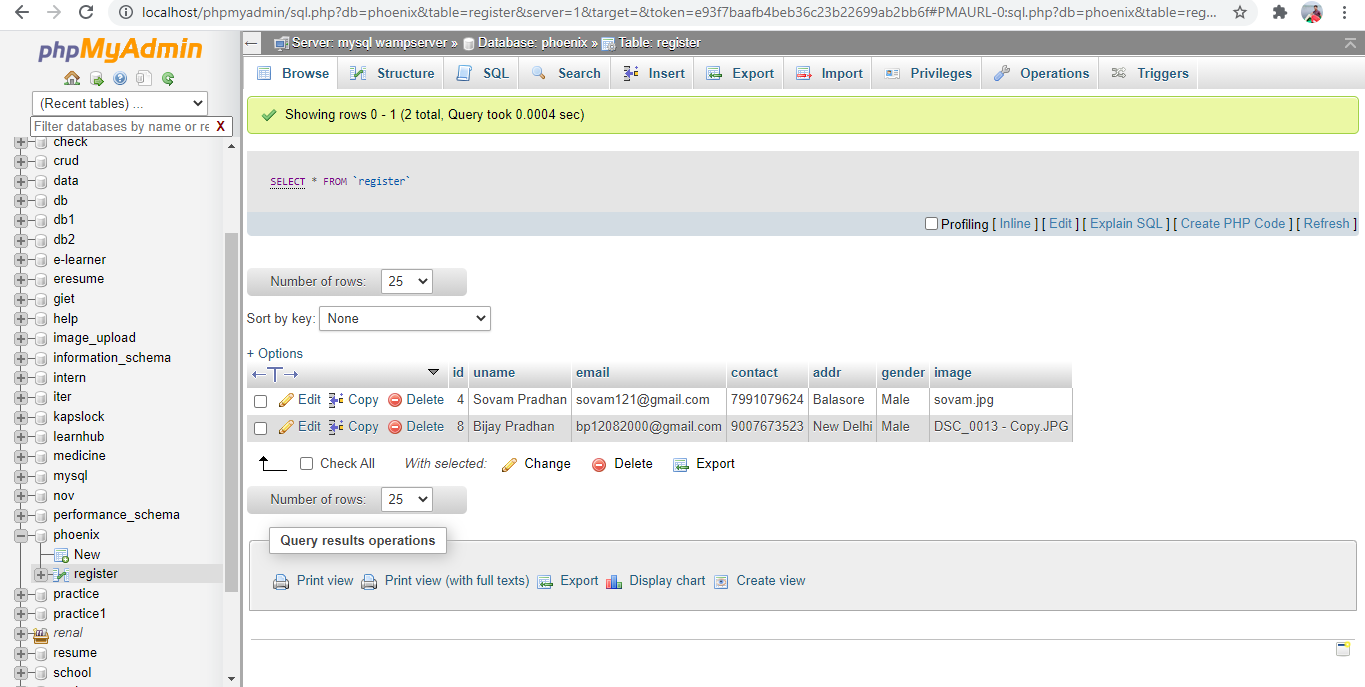 localhost/phpmyadmin/sql.php?db=phoenix&table=register&server=1&target=&token=e93f7baafb4beb36c23b22699ab2bb6f#PMAURL-0:sql.php?db=phoenix&table=reg...
phpMyAdmin
(Recent tables) ...
Filter databases by name or re X
check
crud
data
db
db1
db2
e-learner
eresume
giet
help
image_upload
information_schema
intern
iter
kapslock
learnhub
medicine
mysql
nov
performance_schema
phoenix
New
register
practice
practice1
renal
resume
school
Server: mysql wampserver » Database: phoenix » Table: register
Browse Structure SQL Search Insert Export Import Privileges Operations Triggers
Showing rows 0 - 1 (2 total, Query took 0.0004 sec)
SELECT * FROM `register`
Profiling [ Inline ] [ Edit ] [ Explain SQL ] [ Create PHP Code ] [ Refresh ]
Number of rows: 25
Sort by key: None
+ Options
←T→ id uname email contact addr gender image
Edit Copy Delete 4 Sovam Pradhan sovam121@gmail.com 7991079624 Balasore Male sovam.jpg
Edit Copy Delete 8 Bijay Pradhan bp12082000@gmail.com 9007673523 New Delhi Male DSC_0013 - Copy.JPG
Check All With selected: Change Delete Export
Number of rows: 25
Query results operations
Print view Print view (with full texts) Export Display chart Create view